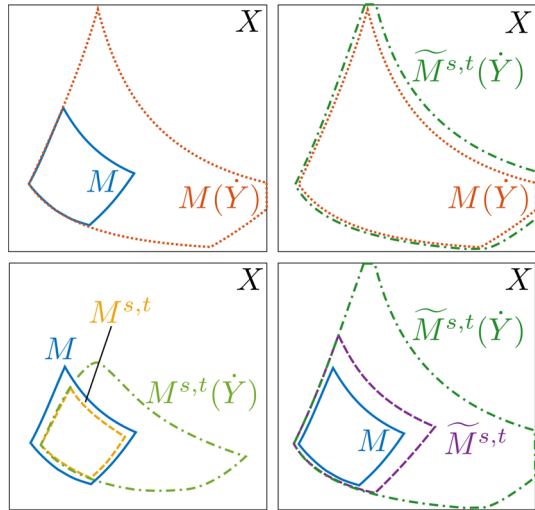 X
M
M(Ẏ)
X
M̃^{s,t}(Ẏ)
M(Ẏ)
X
M^{s,t}
M
M^{s,t}(Ẏ)
X
M̃^{s,t}(Ẏ)
M
M̃^{s,t}